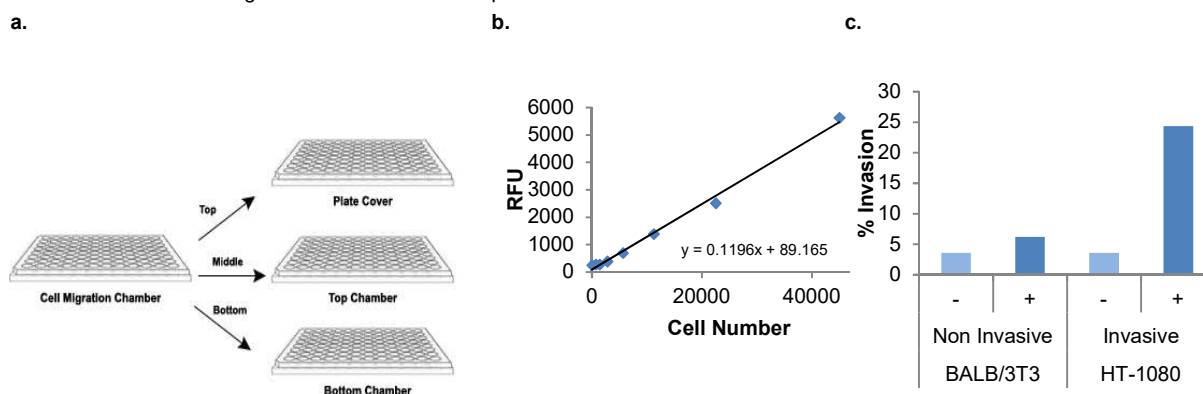 a.
b.
c.
Top
Plate Cover
Middle
Cell Migration Chamber
Top Chamber
Bottom
Bottom Chamber
RFU
6000
5000
4000
3000
2000
1000
0
y = 0.1196x + 89.165
0 20000 40000
Cell Number
% Invasion
30
25
20
15
10
5
0
- + - +
Non Invasive Invasive
BALB/3T3 HT-1080